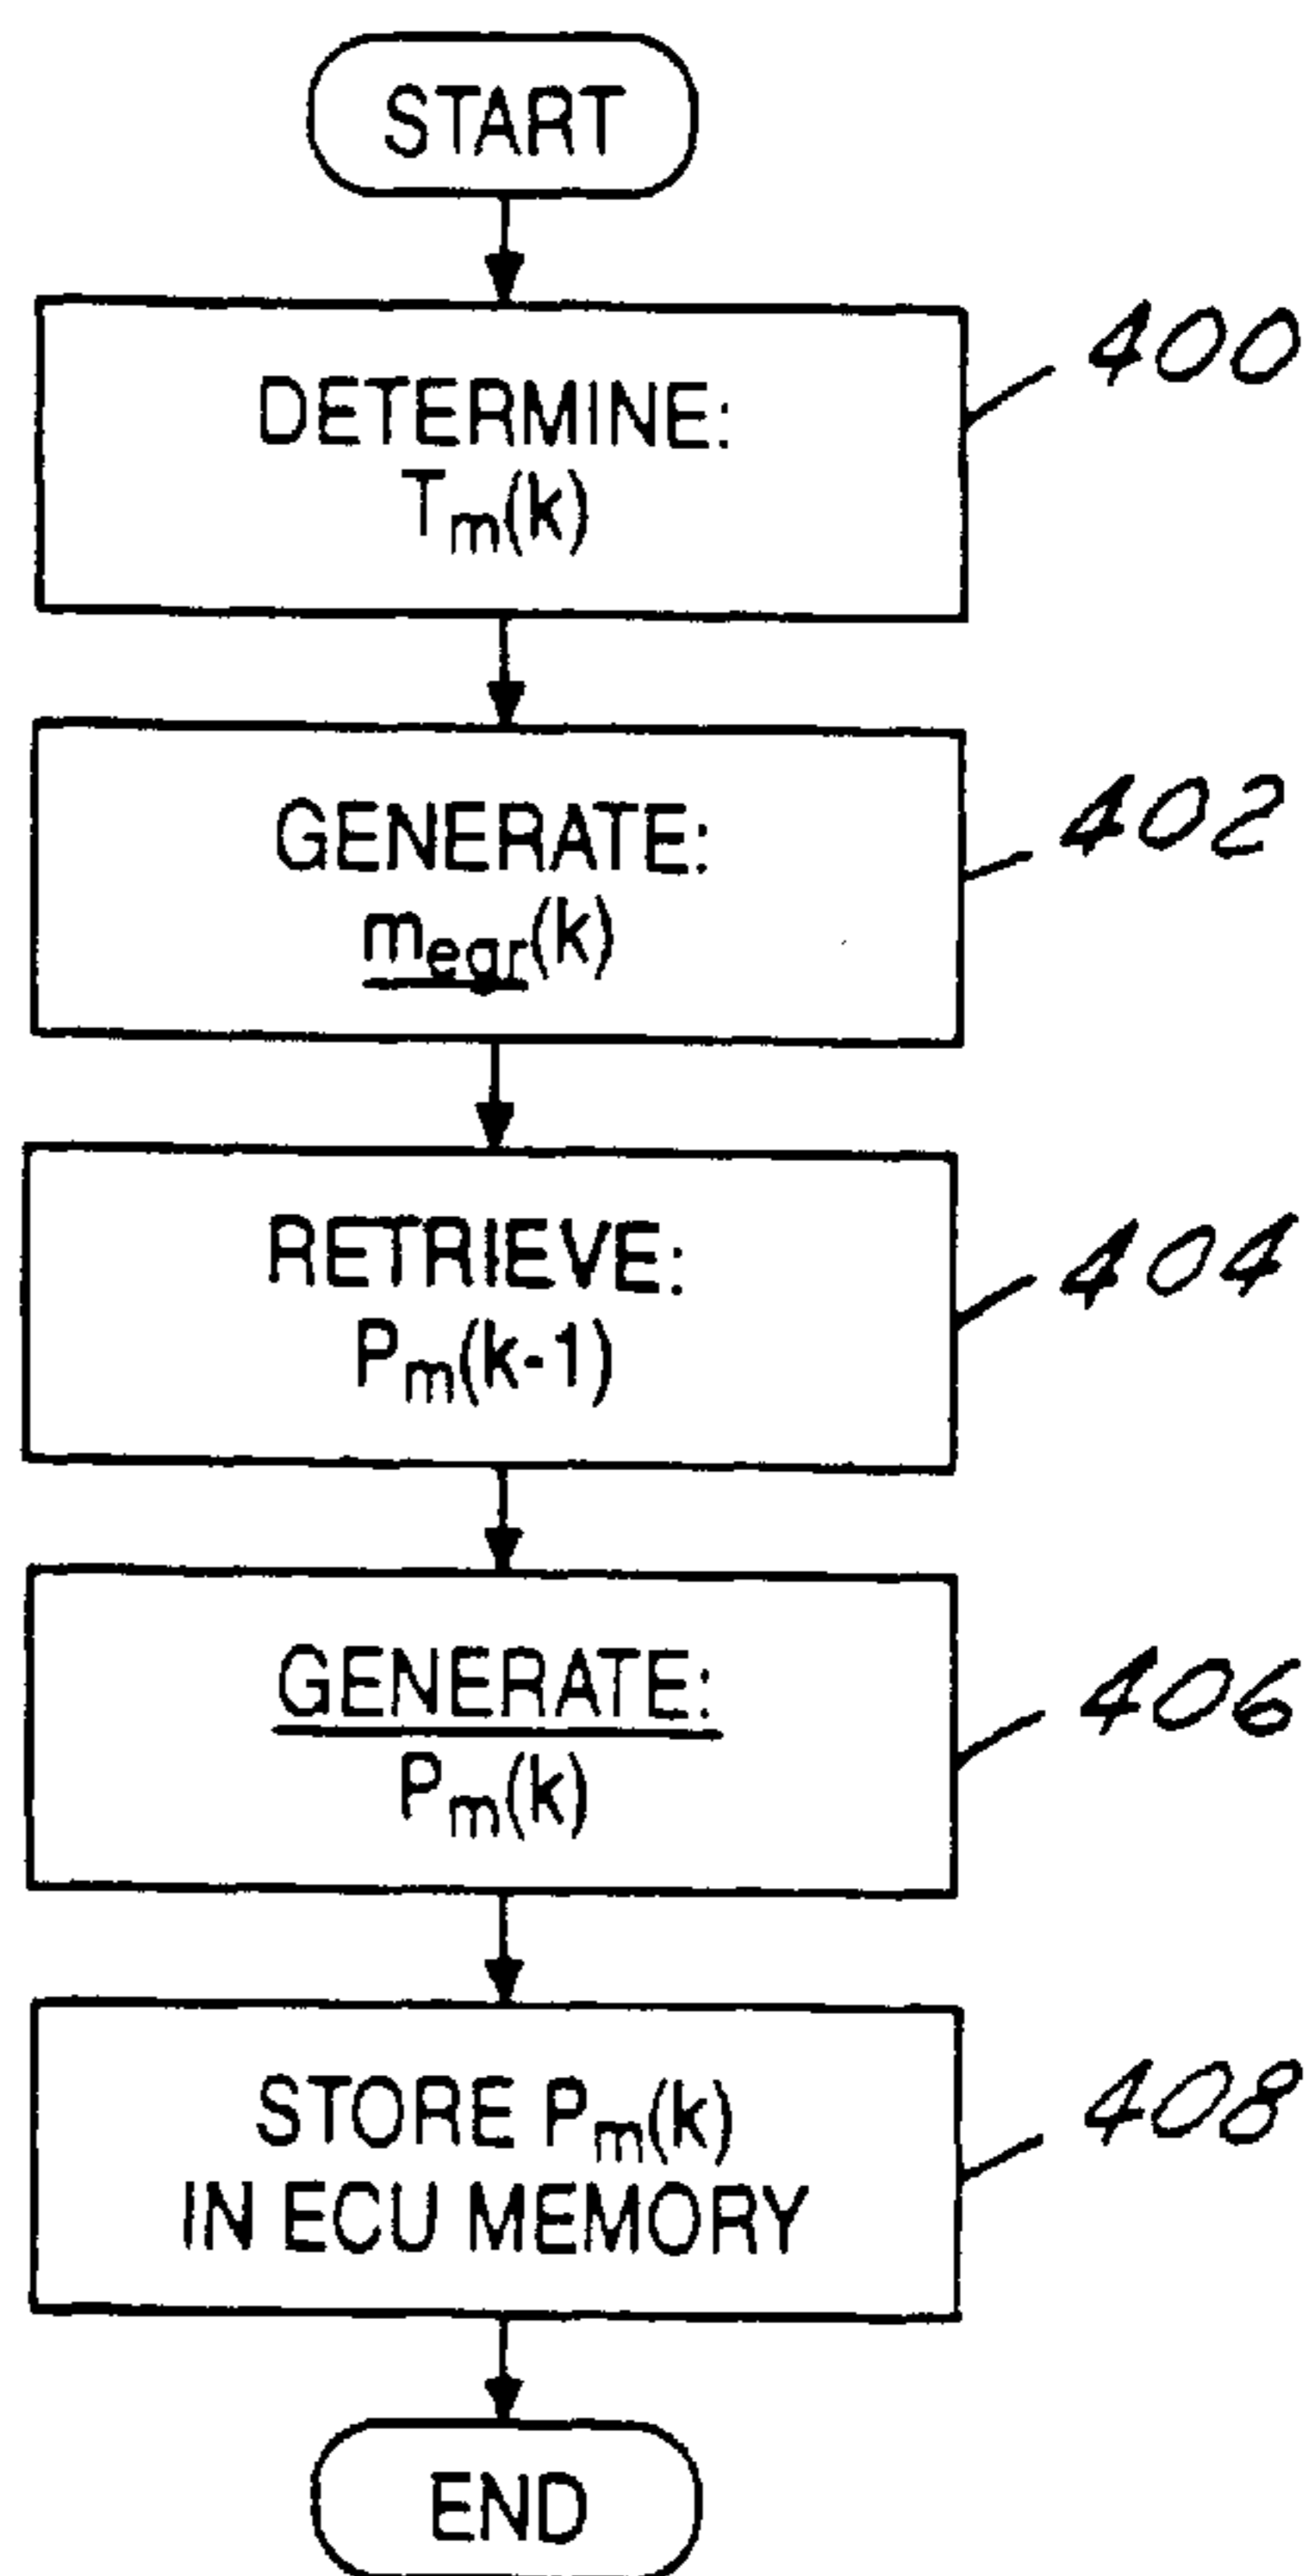 START
DETERMINE:
Tm(k)
400
GENERATE:
megr(k)
402
RETRIEVE:
Pm(k-1)
404
GENERATE:
Pm(k)
406
STORE Pm(k)
IN ECU MEMORY
408
END